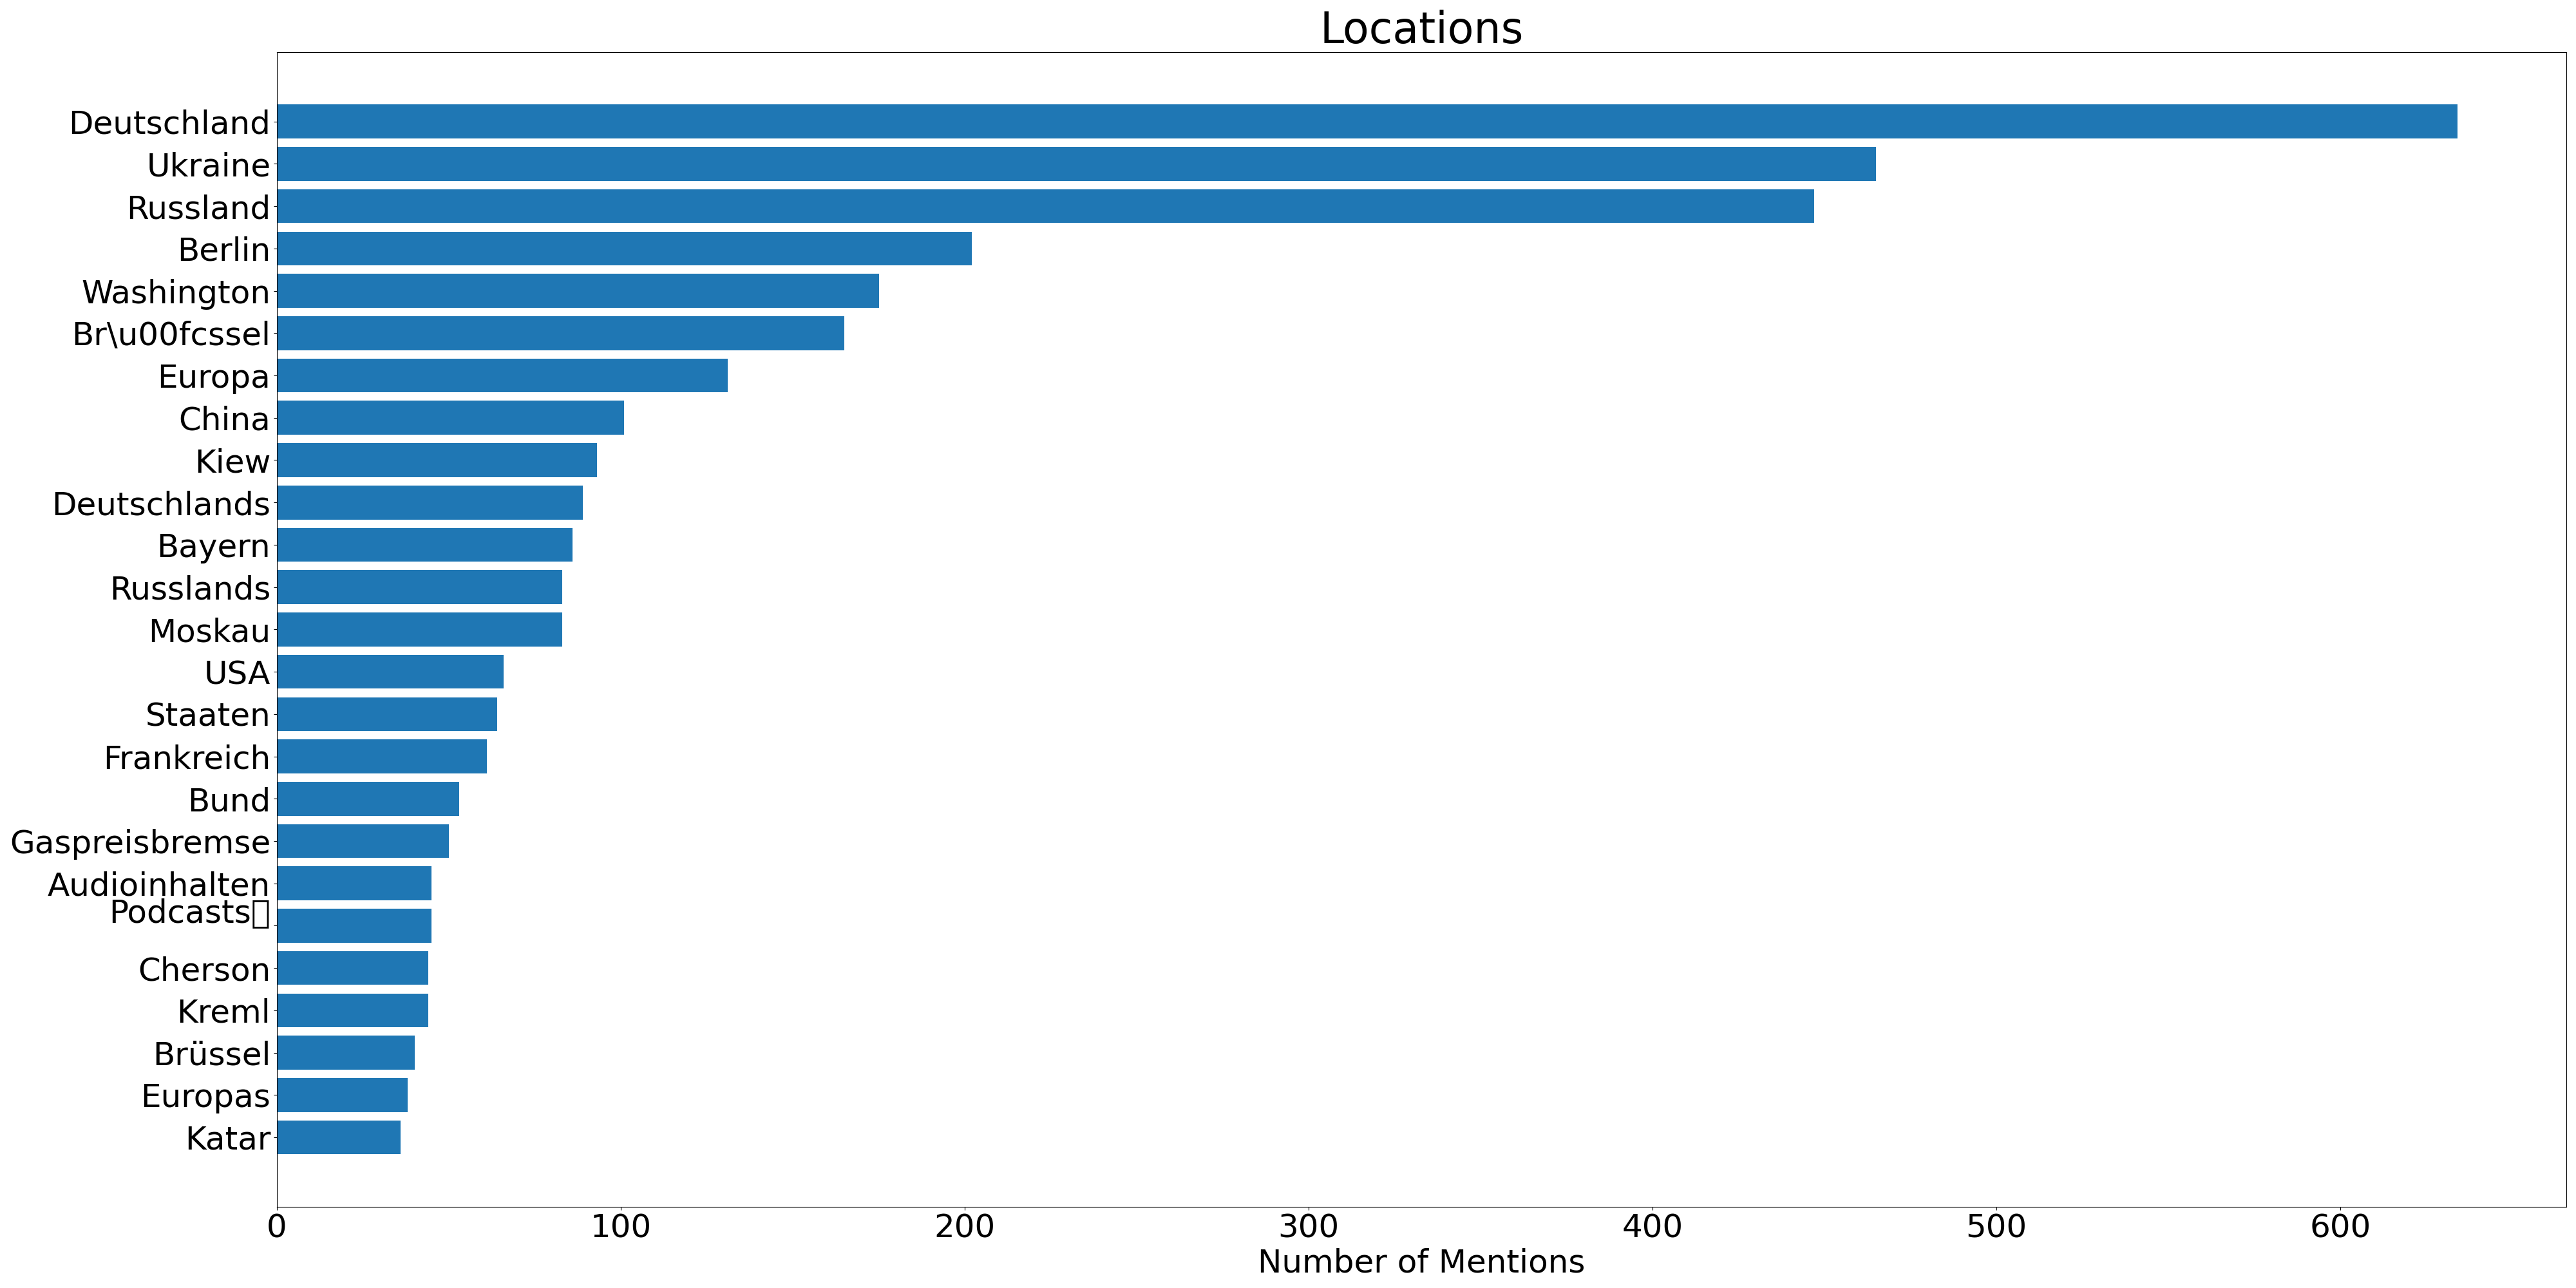 Locations
Deutschland
Ukraine
Russland
Berlin
Washington
Br\u00fcssel
Europa
China
Kiew
Deutschlands
Bayern
Russlands
Moskau
USA
Staaten
Frankreich
Bund
Gaspreisbremse
Audioinhalten
Podcasts▯
Cherson
Kreml
Brüssel
Europas
Katar
0 100 200 300 400 500 600
Number of Mentions